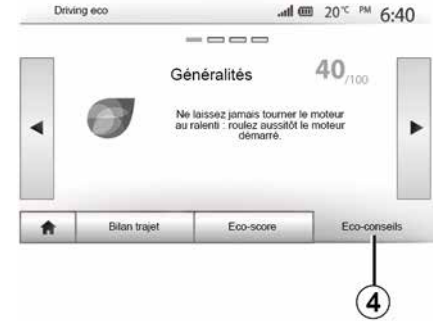 Driving eco 20°C PM 6:40
Généralités 40/100
Ne laissez jamais tourner le moteur
au ralenti : roulez aussitôt le moteur
démarré.
Bilan trajet Eco-score Eco-conseils
4